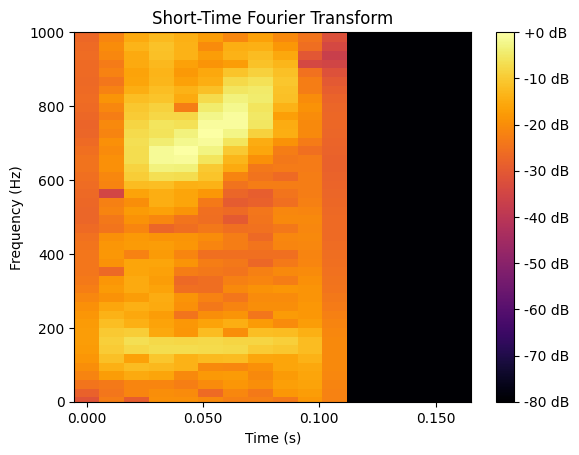 Short-Time Fourier Transform
1000
800
600
400
200
0
Frequency (Hz)
0.000
0.050
0.100
0.150
Time (s)
+0 dB
-10 dB
-20 dB
-30 dB
-40 dB
-50 dB
-60 dB
-70 dB
-80 dB